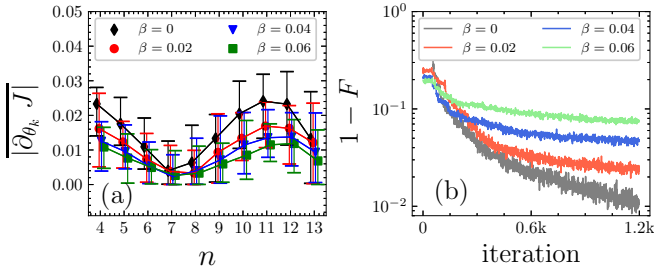 0.05
0.04
0.03
0.02
0.01
0.00
|∂θₖ J|
β = 0
β = 0.02
β = 0.04
β = 0.06
(a)
4 5 6 7 8 9 10 11 12 13
n
10⁰
10⁻¹
10⁻²
1 − F
β = 0
β = 0.02
β = 0.04
β = 0.06
(b)
0 0.6k 1.2k
iteration